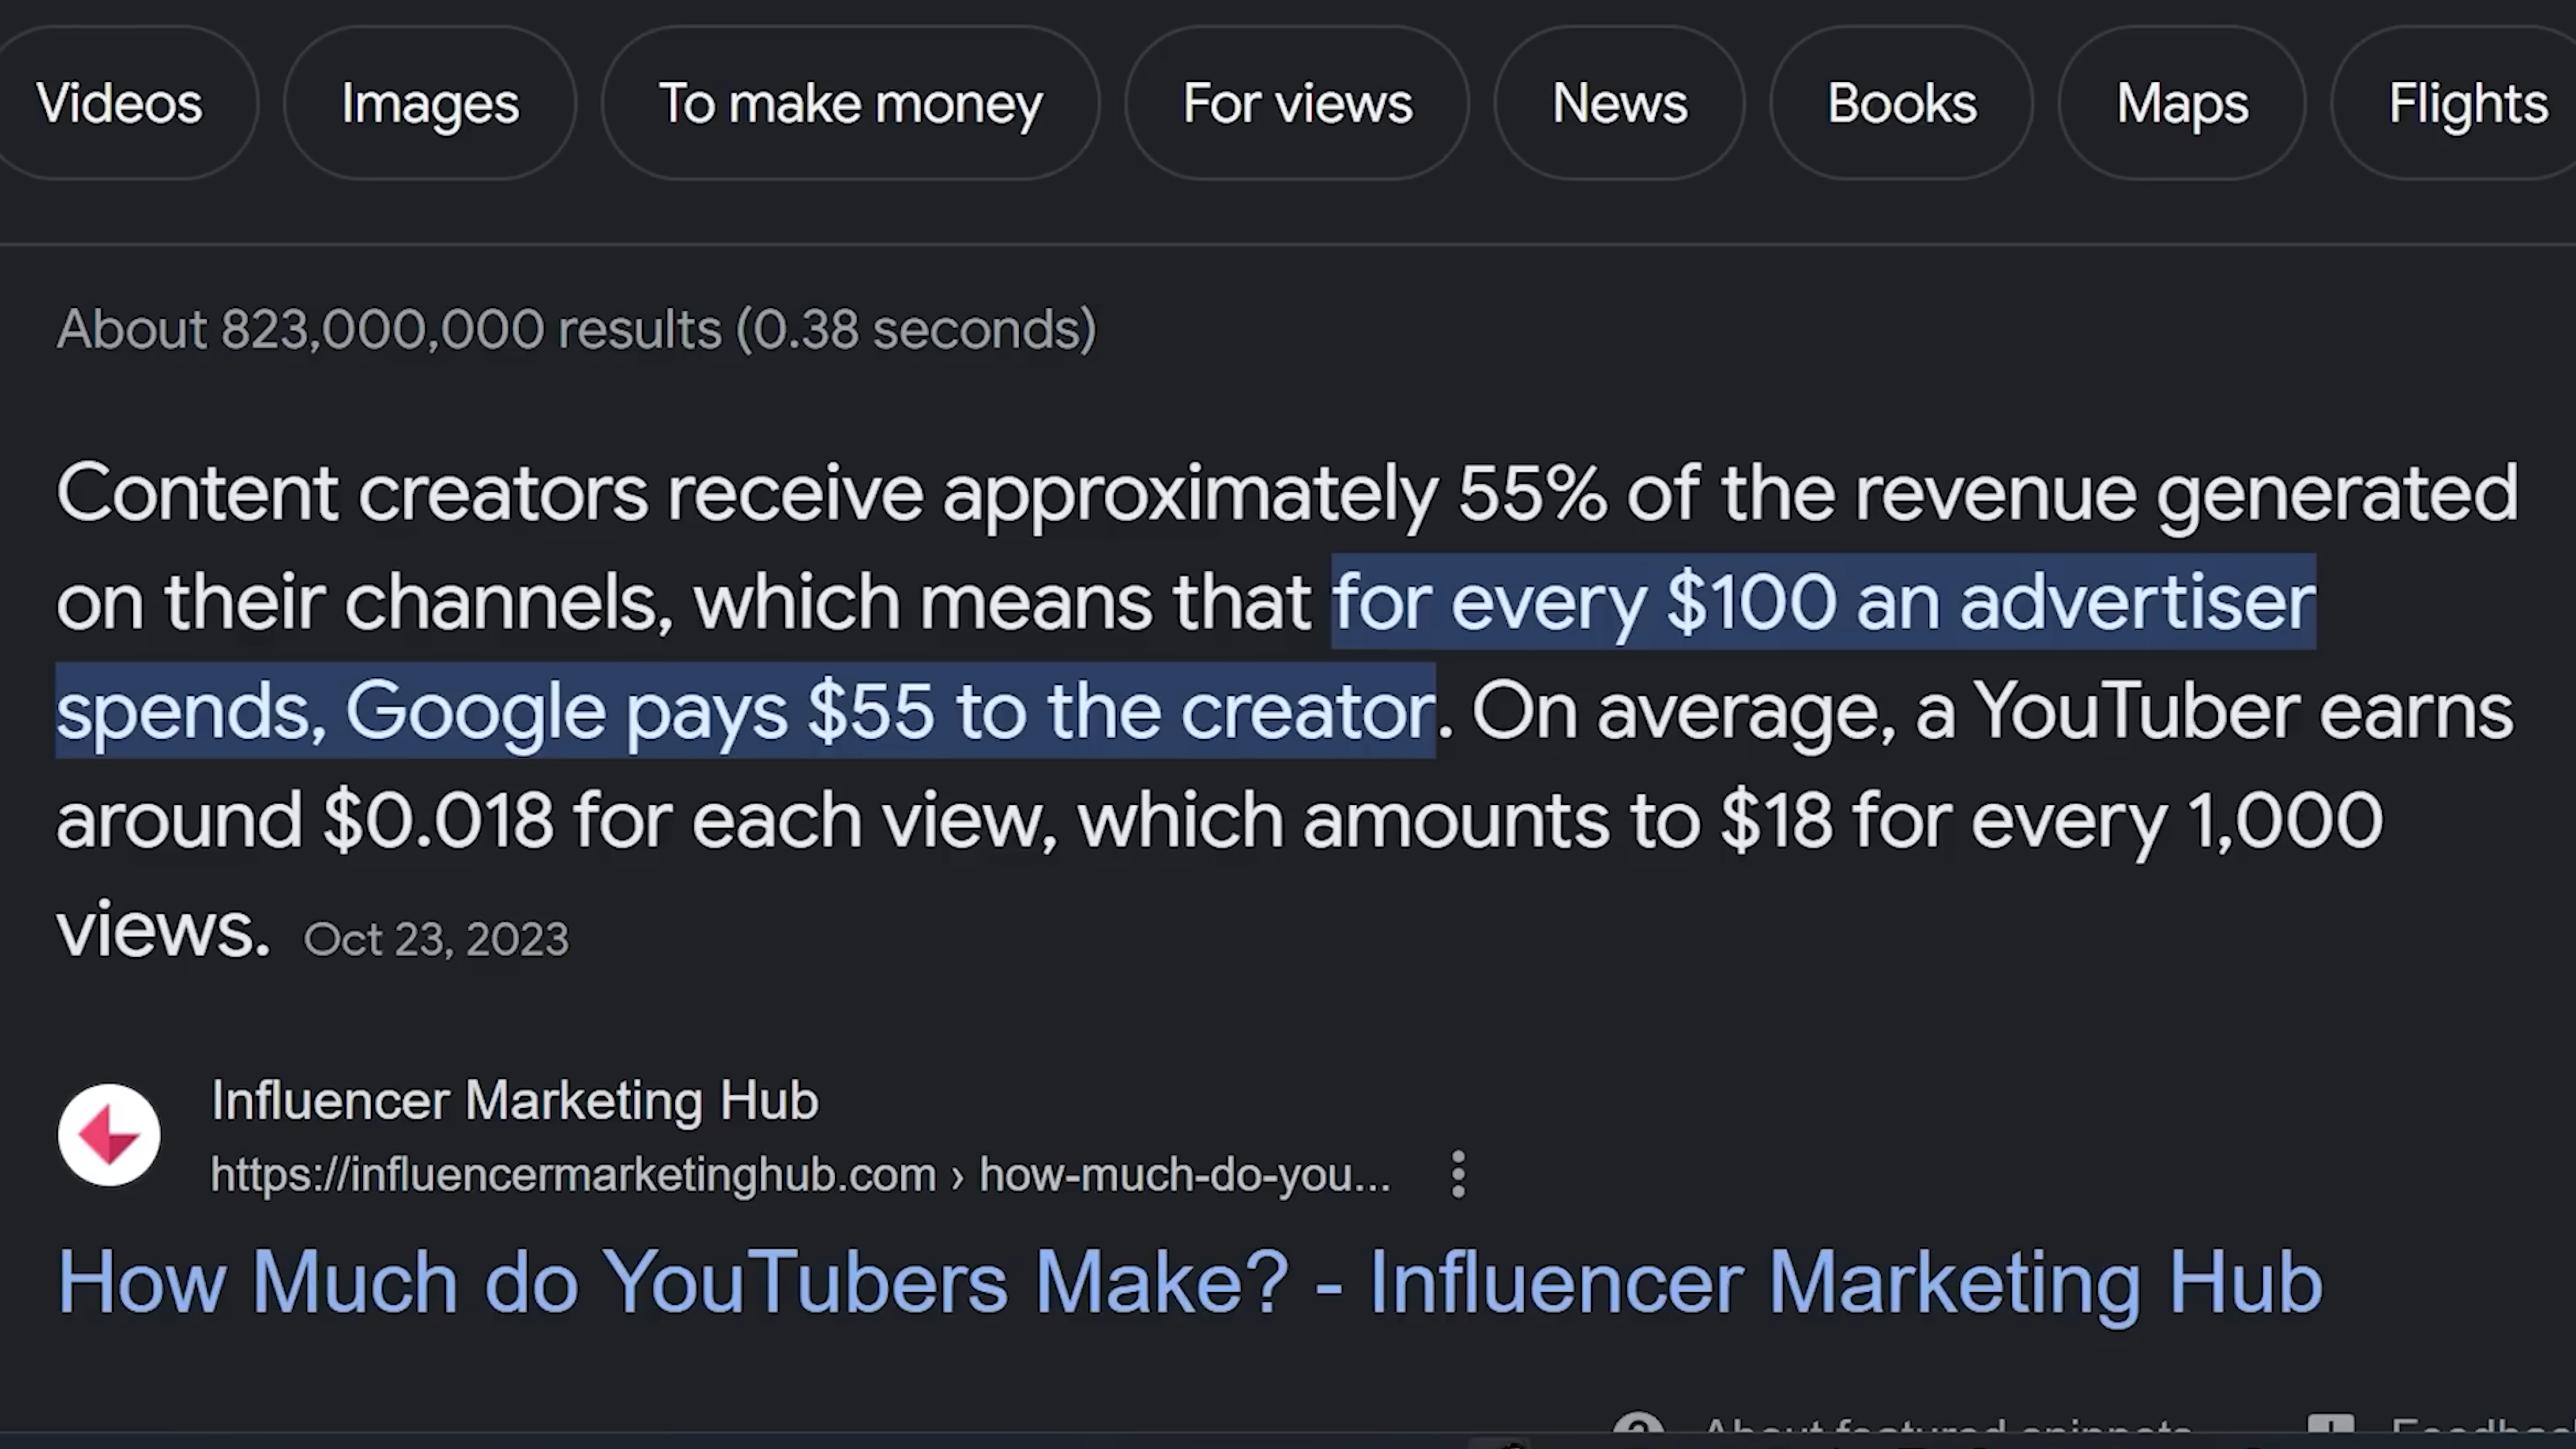 Videos Images To make money For views News Books Maps Flights
About 823,000,000 results (0.38 seconds)
Content creators receive approximately 55% of the revenue generated
on their channels, which means that for every $100 an advertiser
spends, Google pays $55 to the creator. On average, a YouTuber earns
around $0.018 for each view, which amounts to $18 for every 1,000
views. Oct 23, 2023
Influencer Marketing Hub
https://influencermarketinghub.com › how-much-do-you...
How Much do YouTubers Make? - Influencer Marketing Hub
About featured snippets